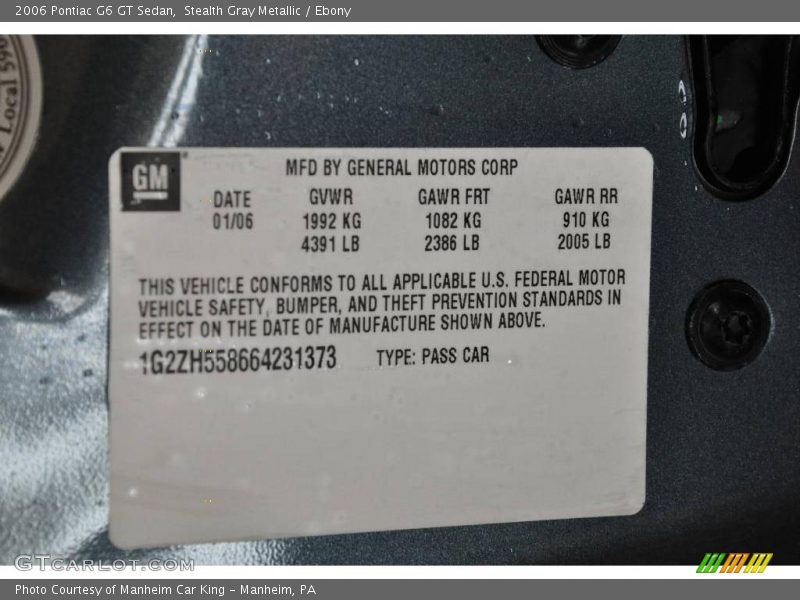 2006 Pontiac G6 GT Sedan, Stealth Gray Metallic / Ebony
Local 590
GM
MFD BY GENERAL MOTORS CORP
DATE GVWR GAWR FRT GAWR RR
01/06 1992 KG 1082 KG 910 KG
4391 LB 2386 LB 2005 LB
THIS VEHICLE CONFORMS TO ALL APPLICABLE U.S. FEDERAL MOTOR
VEHICLE SAFETY, BUMPER, AND THEFT PREVENTION STANDARDS IN
EFFECT ON THE DATE OF MANUFACTURE SHOWN ABOVE.
1G2ZH558664231373 TYPE: PASS CAR
GTCarLot.com
Photo Courtesy of Manheim Car King - Manheim, PA